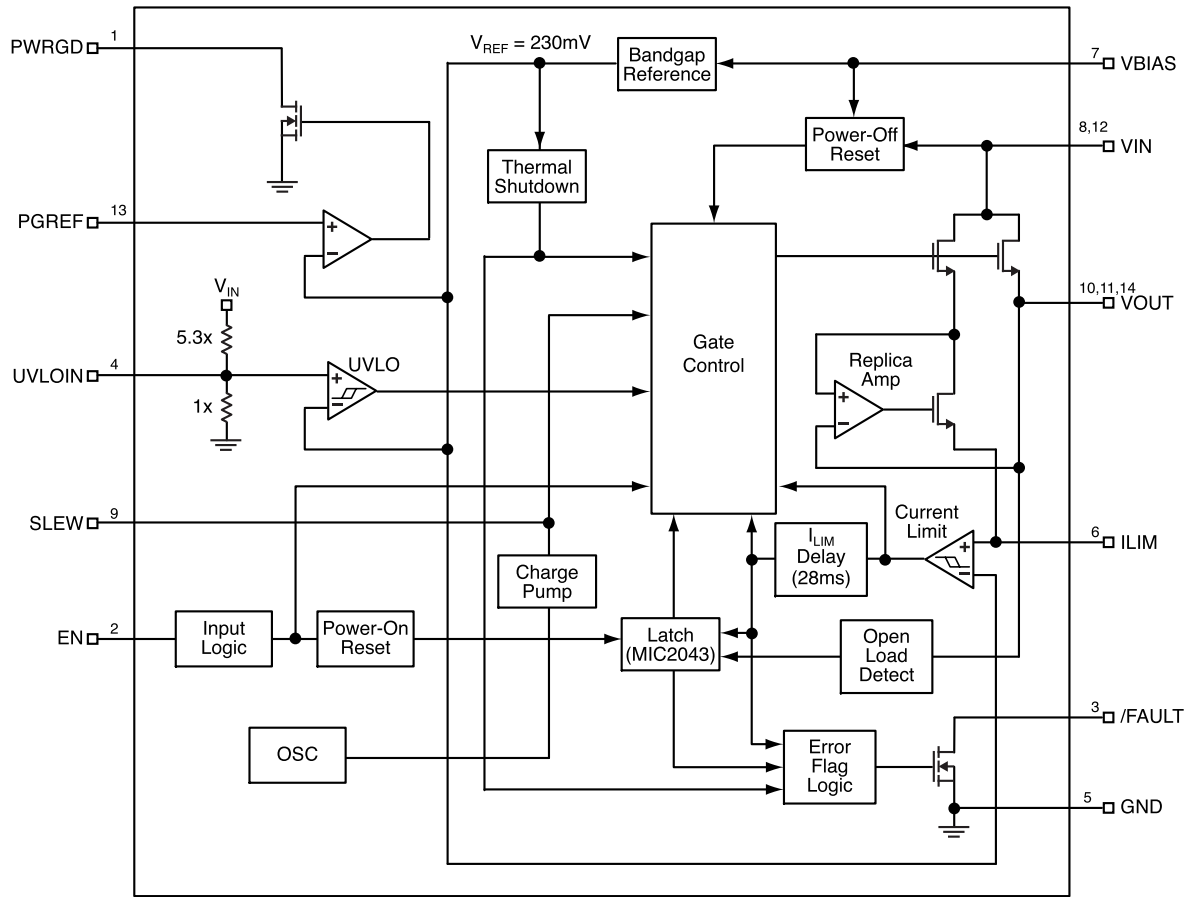 1
PWRGD
V_REF = 230mV
Bandgap
Reference
7
VBIAS
8,12
VIN
Power-Off
Reset
Thermal
Shutdown
13
PGREF
+
−
V_IN
5.3x
4
UVLOIN
1x
UVLO
+
−
Gate
Control
10,11,14
VOUT
Replica
Amp
+
−
9
SLEW
Charge
Pump
I_LIM
Delay
(28ms)
Current
Limit
+
−
6
ILIM
2
EN
Input
Logic
Power-On
Reset
Latch
(MIC2043)
Open
Load
Detect
OSC
Error
Flag
Logic
3
/FAULT
5
GND